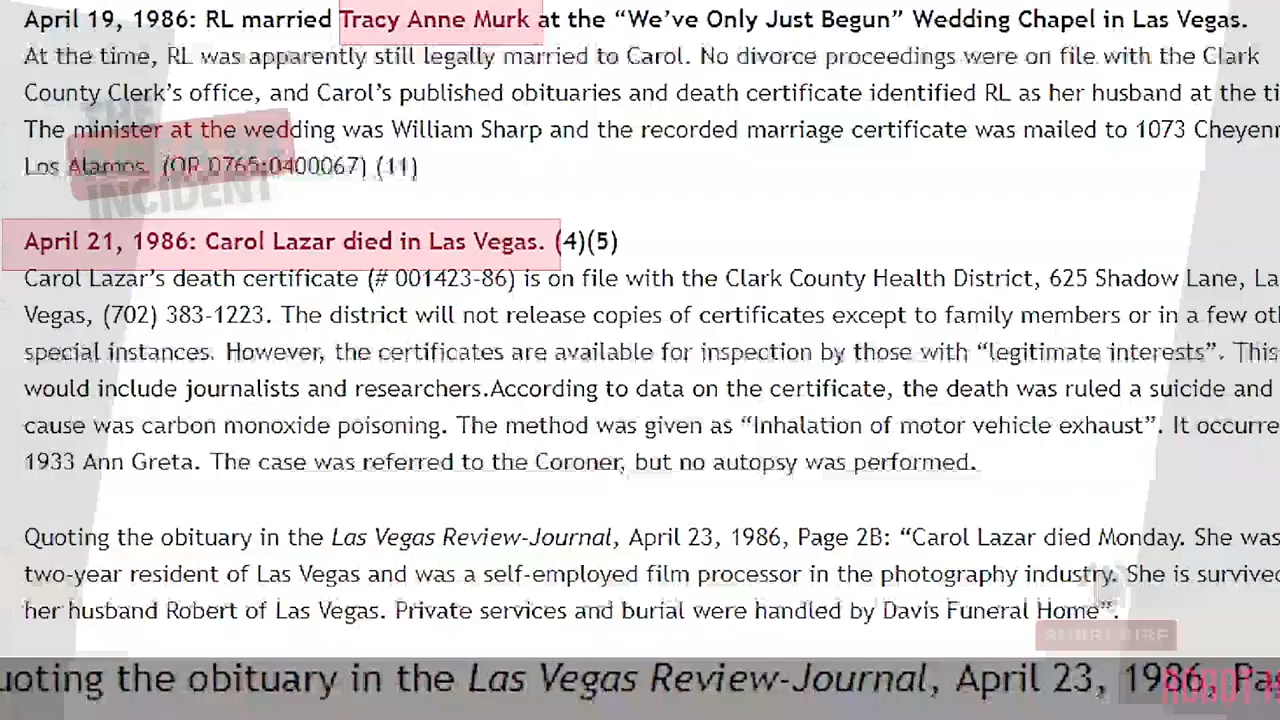 April 19, 1986: RL married Tracy Anne Murk at the “We’ve Only Just Begun” Wedding Chapel in Las Vegas.
At the time, RL was apparently still legally married to Carol. No divorce proceedings were on file with the Clark
County Clerk’s office, and Carol’s published obituaries and death certificate identified RL as her husband at the ti
The minister at the wedding was William Sharp and the recorded marriage certificate was mailed to 1073 Cheyenn
Los Alamos. (OR D765:0400067) (11)
THE
INCIDENT
April 21, 1986: Carol Lazar died in Las Vegas. (4)(5)
Carol Lazar’s death certificate (# 001423-86) is on file with the Clark County Health District, 625 Shadow Lane, La
Vegas, (702) 383-1223. The district will not release copies of certificates except to family members or in a few ot
special instances. However, the certificates are available for inspection by those with “legitimate interests”. This
would include journalists and researchers.According to data on the certificate, the death was ruled a suicide and
cause was carbon monoxide poisoning. The method was given as “Inhalation of motor vehicle exhaust”. It occurre
1933 Ann Greta. The case was referred to the Coroner, but no autopsy was performed.
Quoting the obituary in the Las Vegas Review-Journal, April 23, 1986, Page 2B: “Carol Lazar died Monday. She was
two-year resident of Las Vegas and was a self-employed film processor in the photography industry. She is survived
her husband Robert of Las Vegas. Private services and burial were handled by Davis Funeral Home”.
SUBSCRIBE
uoting the obituary in the Las Vegas Review-Journal, April 23, 1986, Pag